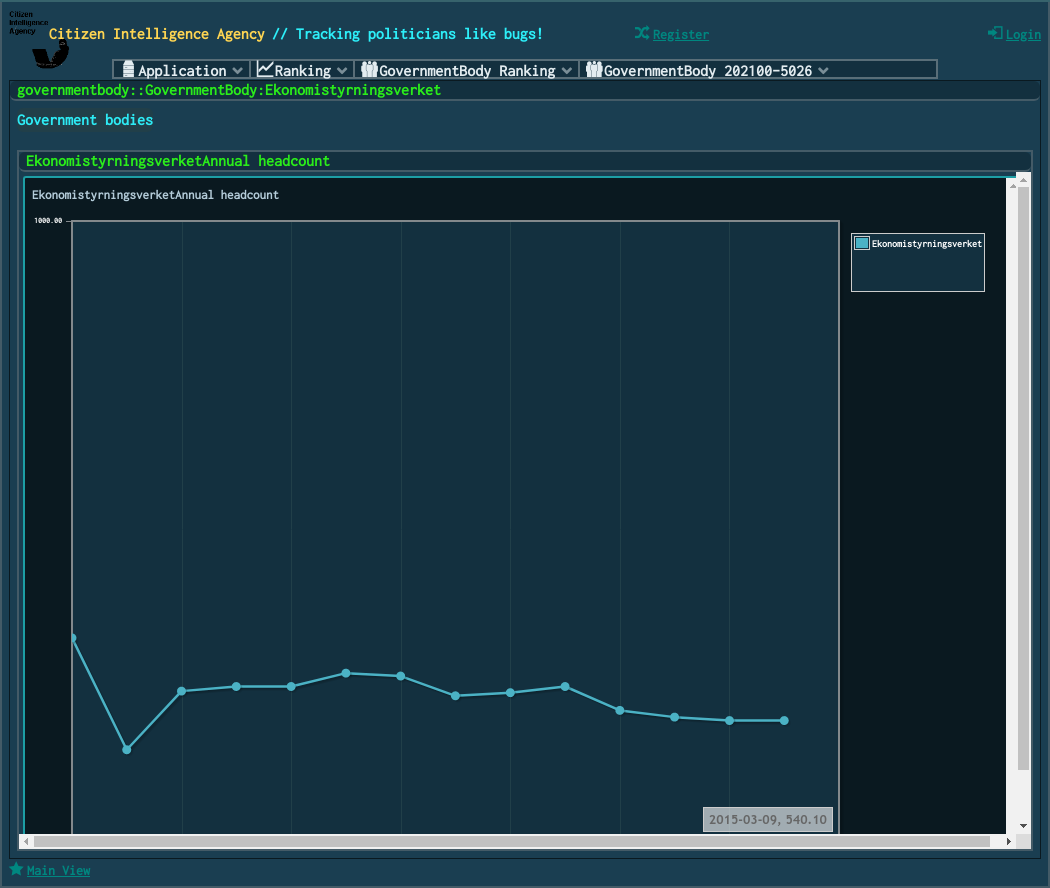 Citizen
Intelligence
Agency
Citizen Intelligence Agency // Tracking politicians like bugs!
Register
Login
Application
Ranking
GovernmentBody Ranking
GovernmentBody 202100-5026
governmentbody::GovernmentBody:Ekonomistyrningsverket
Government bodies
EkonomistyrningsverketAnnual headcount
EkonomistyrningsverketAnnual headcount
1000.00
Ekonomistyrningsverket
2015-03-09, 540.10
Main View